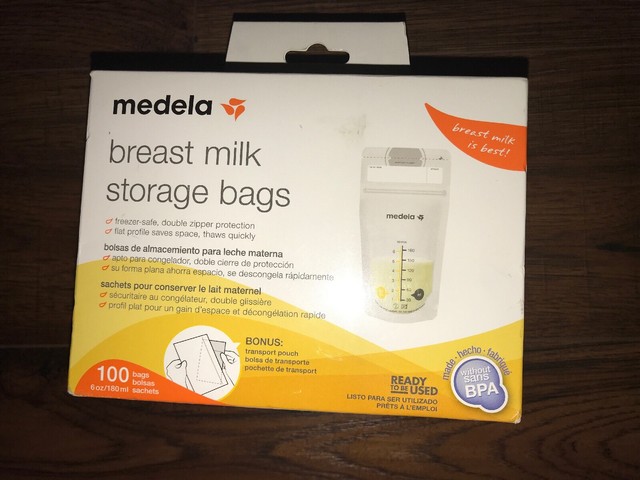 medela
breast milk is best!
breast milk
storage bags
freezer-safe, double zipper protection
flat profile saves space, thaws quickly
bolsas de almacemiento para leche materna
apto para congelador, doble cierre de protección
su forma plana ahorra espacio, se descongela rápidamente
sachets pour conserver le lait maternel
sécuritaire au congélateur, double glissière
profil plat pour un gain d'espace et décongélation rapide
medela
180
BONUS:
transport pouch
bolsa de transporte
pochette de transport
100 bags
bolsas
sachets
6 oz/180 ml
READY
TO BE USED
LISTO PARA SER UTILIZADO
PRÊTS À L'EMPLOI
made · hecho · fabriqué
without
sans
BPA